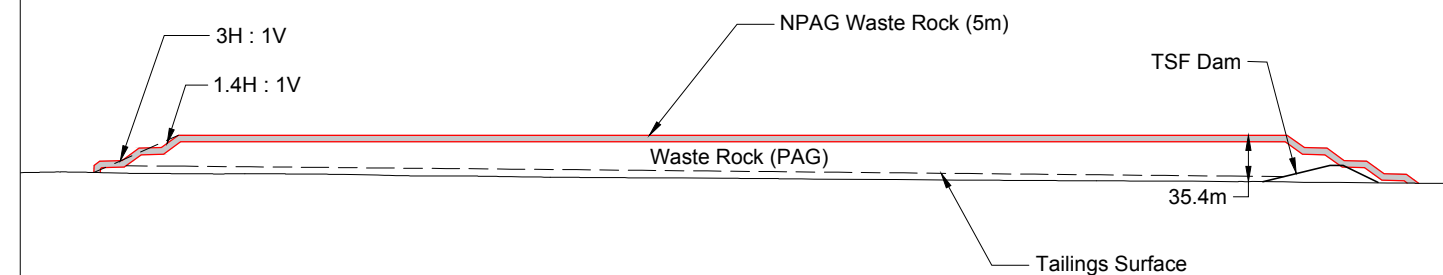 NPAG Waste Rock (5m)
3H : 1V
TSF Dam
1.4H : 1V
Waste Rock (PAG)
35.4m
Tailings Surface